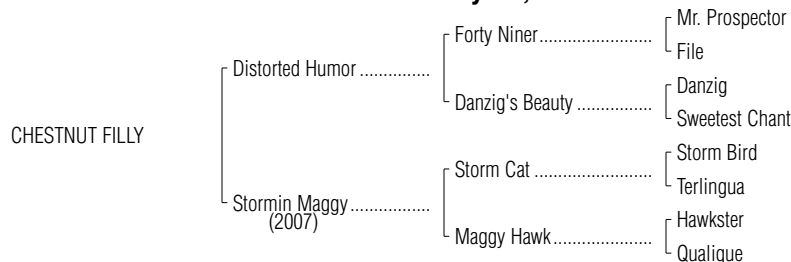 Mr. Prospector
Forty Niner....................
File
Distorted Humor ...............
Danzig
Danzig's Beauty ..............
Sweetest Chant
CHESTNUT FILLY
Storm Bird
Storm Cat ......................
Terlingua
Stormin Maggy................
(2007)
Hawkster
Maggy Hawk..................
Qualique